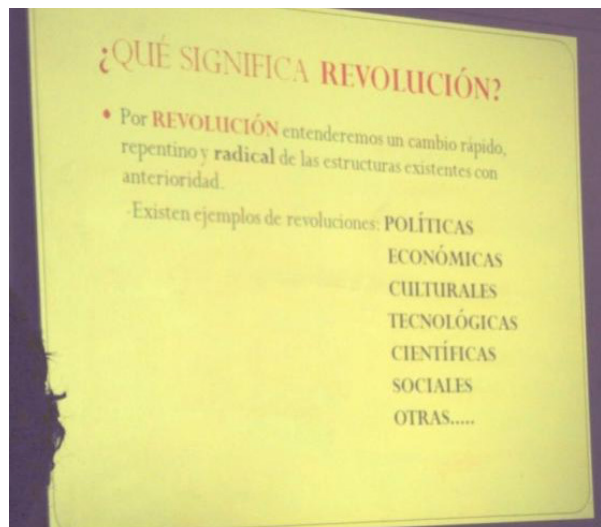 ¿QUÉ SIGNIFICA REVOLUCIÓN?
• Por REVOLUCIÓN entenderemos un cambio rápido,
repentino y radical de las estructuras existentes con
anterioridad.
-Existen ejemplos de revoluciones: POLÍTICAS
ECONÓMICAS
CULTURALES
TECNOLÓGICAS
CIENTÍFICAS
SOCIALES
OTRAS.....